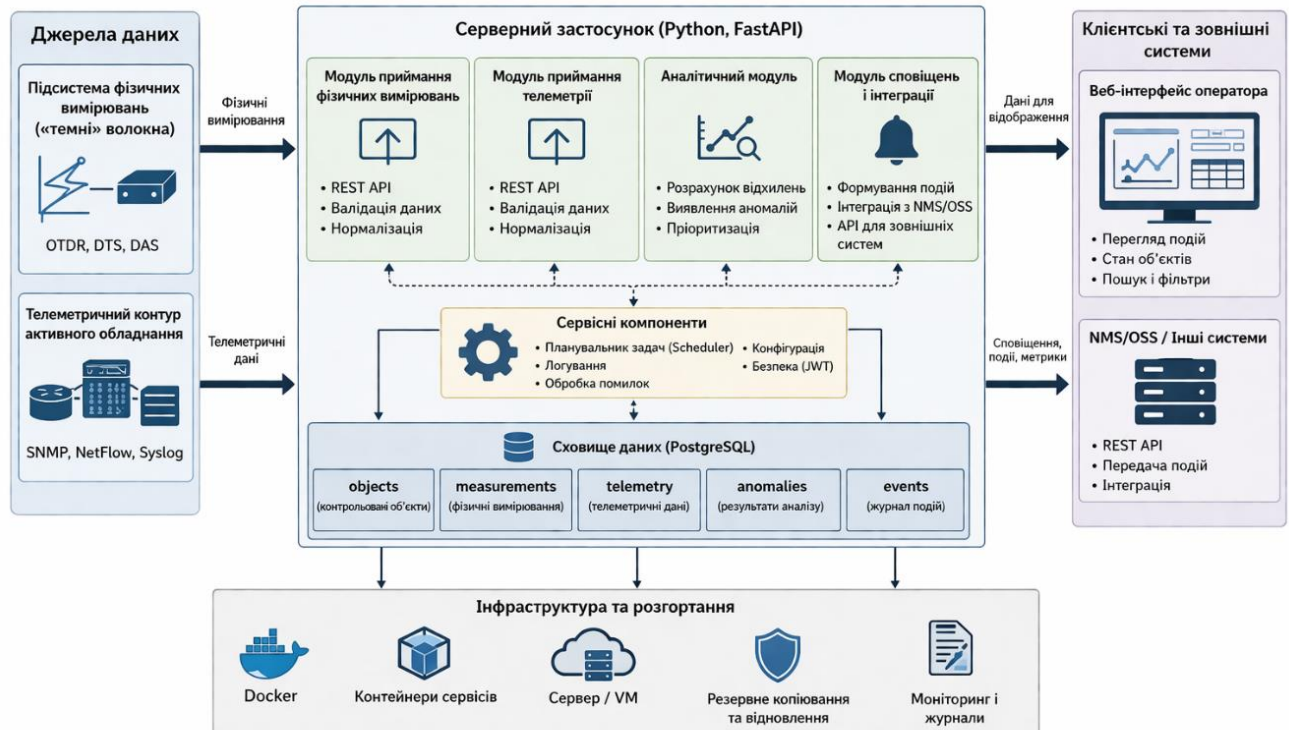 Джерела даних
Підсистема фізичних
вимірювань
(«темні» волокна)
OTDR, DTS, DAS
Телеметричний контур
активного обладнання
SNMP, NetFlow, Syslog
Фізичні
вимірювання
Телеметричні
дані
Серверний застосунок (Python, FastAPI)
Модуль приймання
фізичних вимірювань
• REST API
• Валідація даних
• Нормалізація
Модуль приймання
телеметрії
• REST API
• Валідація даних
• Нормалізація
Аналітичний модуль
• Розрахунок відхилень
• Виявлення аномалій
• Пріоритизація
Модуль сповіщень
і інтеграції
• Формування подій
• Інтеграція з NMS/OSS
• API для зовнішніх
систем
Сервісні компоненти
• Планувальник задач (Scheduler)
• Логування
• Обробка помилок
• Конфігурація
• Безпека (JWT)
Сховище даних (PostgreSQL)
objects
(контрольовані об'єкти)
measurements
(фізичні вимірювання)
telemetry
(телеметричні дані)
anomalies
(результати аналізу)
events
(журнал подій)
Дані для
відображення
Сповіщення,
події, метрики
Клієнтські та зовнішні
системи
Веб-інтерфейс оператора
• Перегляд подій
• Стан об'єктів
• Пошук і фільтри
NMS/OSS / Інші системи
• REST API
• Передача подій
• Інтеграція
Інфраструктура та розгортання
Docker
Контейнери сервісів
Сервер / VM
Резервне копіювання
та відновлення
Моніторинг і
журнали